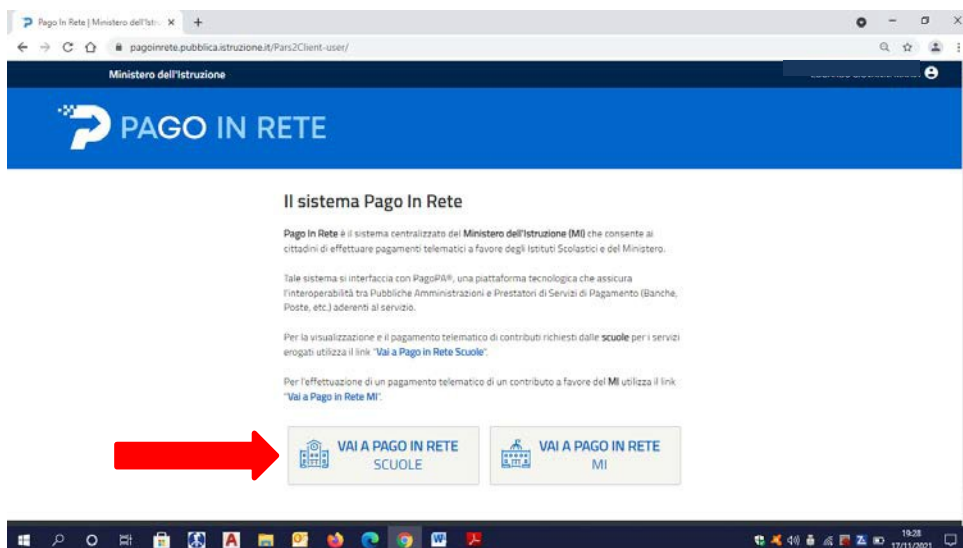 Pago In Rete | Ministero dell'Istr
pagoinrete.pubblica.istruzione.it/Pars2Client-user/
Ministero dell'Istruzione
PAGO IN RETE
Il sistema Pago In Rete
Pago In Rete è il sistema centralizzato del Ministero dell'Istruzione (MI) che consente ai
cittadini di effettuare pagamenti telematici a favore degli Istituti Scolastici e del Ministero.
Tale sistema si interfaccia con PagoPA®, una piattaforma tecnologica che assicura
l'interoperabilità tra Pubbliche Amministrazioni e Prestatori di Servizi di Pagamento (Banche,
Poste, etc.) aderenti al servizio.
Per la visualizzazione e il pagamento telematico di contributi richiesti dalle scuole per i servizi
erogati utilizza il link "Vai a Pago in Rete Scuole".
Per l'effettuazione di un pagamento telematico di un contributo a favore del MI utilizza il link
"Vai a Pago in Rete MI".
VAI A PAGO IN RETE
SCUOLE
VAI A PAGO IN RETE
MI
19:28
17/11/2021